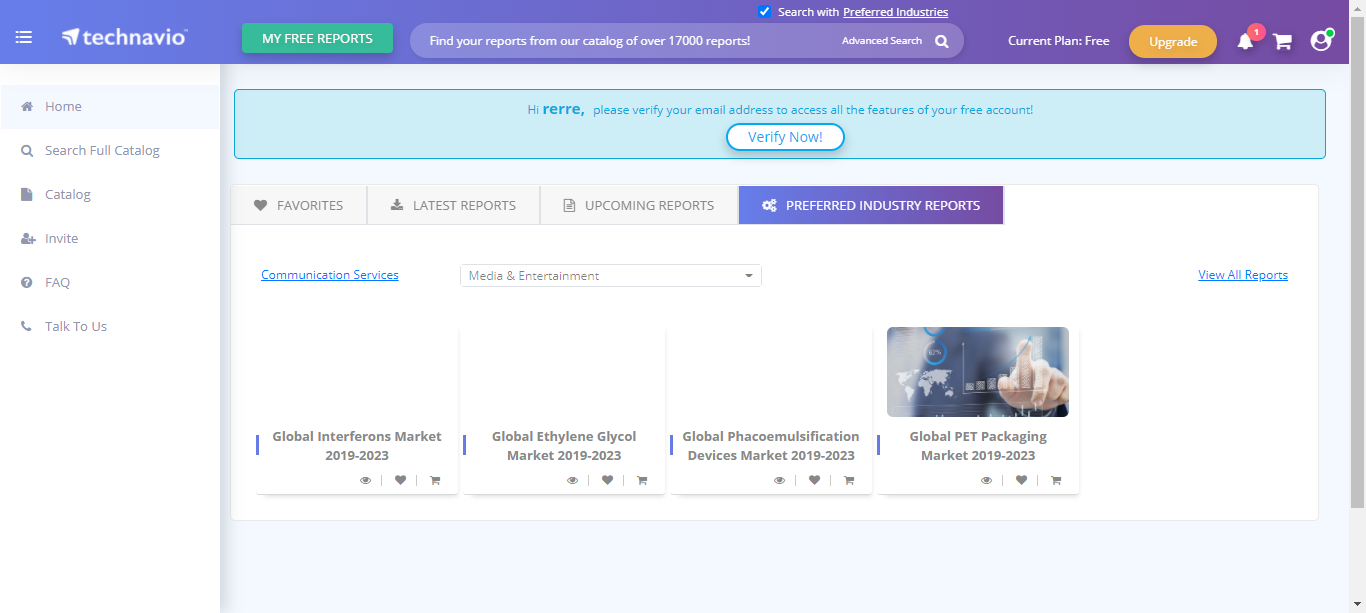 Search with Preferred Industries
technavio
MY FREE REPORTS
Find your reports from our catalog of over 17000 reports!
Advanced Search
Current Plan: Free
Upgrade
1
Home
Search Full Catalog
Catalog
Invite
FAQ
Talk To Us
Hi rerre, please verify your email address to access all the features of your free account!
Verify Now!
FAVORITES
LATEST REPORTS
UPCOMING REPORTS
PREFERRED INDUSTRY REPORTS
Communication Services
Media & Entertainment
View All Reports
67%
Global Interferons Market
2019-2023
Global Ethylene Glycol
Market 2019-2023
Global Phacoemulsification
Devices Market 2019-2023
Global PET Packaging
Market 2019-2023